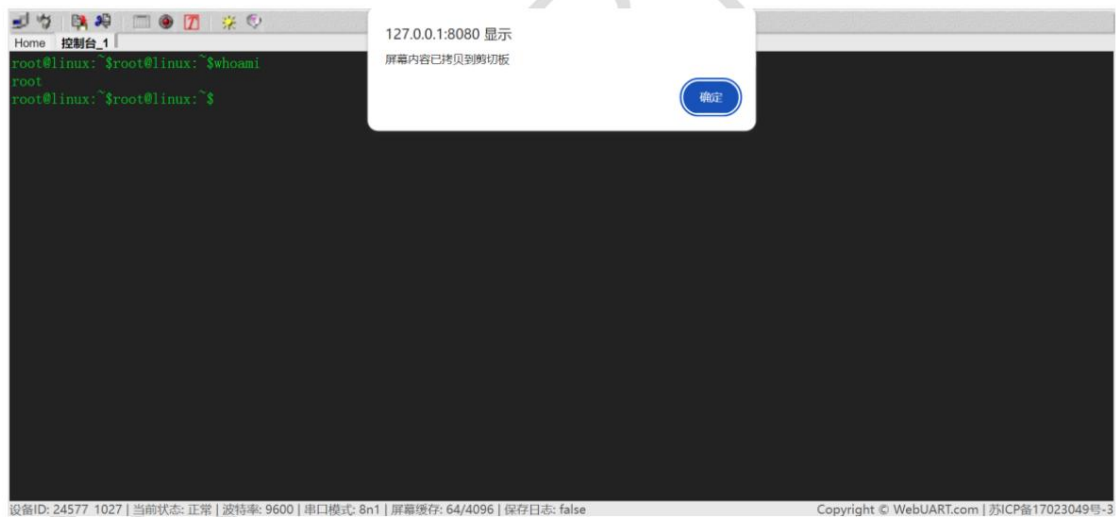 127.0.0.1:8080 显示
屏幕内容已拷贝到剪切板
确定
Home 控制台_1
root@linux:~$root@linux:~$whoami
root
root@linux:~$root@linux:~$
设备ID: 24577_1027 | 当前状态: 正常 | 波特率: 9600 | 串口模式: 8n1 | 屏幕缓存: 64/4096 | 保存日志: false
Copyright © WebUART.com | 苏ICP备17023049号-3